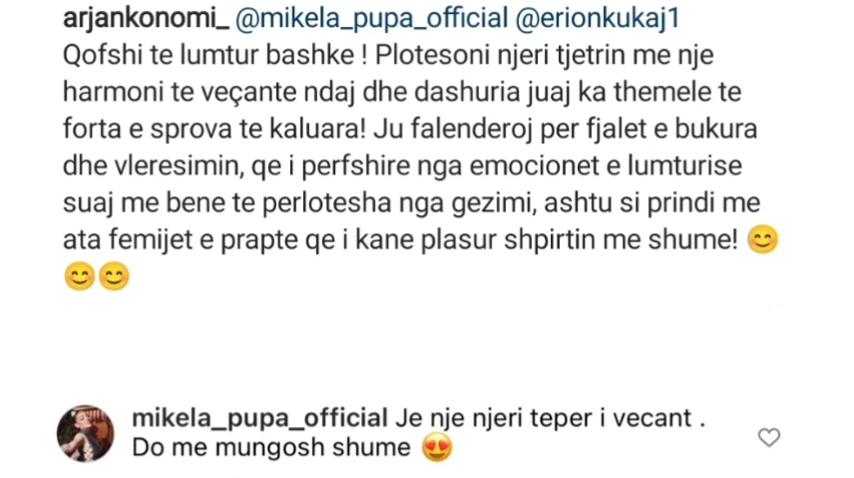 arjankonomi_ @mikela_pupa_official @erionkukaj1
Qofshi te lumtur bashke ! Plotesoni njeri tjetrin me nje
harmoni te veçante ndaj dhe dashuria juaj ka themele te
forta e sprova te kaluara! Ju falenderoj per fjalet e bukura
dhe vleresimin, qe i perfshire nga emocionet e lumturise
suaj me bene te perlotesha nga gezimi, ashtu si prindi me
ata femijet e prapte qe i kane plasur shpirtin me shume! 😊
😊😊
mikela_pupa_official Je nje njeri teper i vecant .
Do me mungosh shume 😍